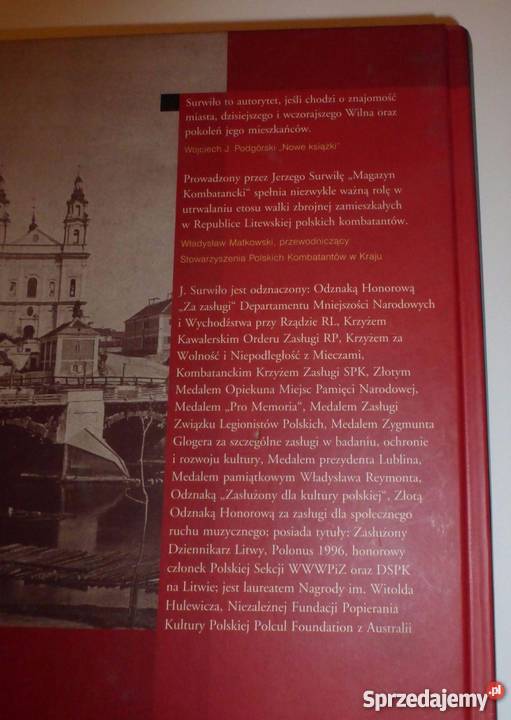 Surwiło to autorytet, jeśli chodzi o znajomość
miasta, dzisiejszego i wczorajszego Wilna oraz
pokoleń jego mieszkańców.
Wojciech J. Podgórski „Nowe książki"
Prowadzony przez Jerzego Surwiłę „Magazyn
Kombatancki" spełnia niezwykle ważną rolę w
utrwalaniu etosu walki zbrojnej zamieszkałych
w Republice Litewskiej polskich kombatantów.
Władysław Matkowski, przewodniczący
Stowarzyszenia Polskich Kombatantów w Kraju
J. Surwiło jest odznaczony: Odznaką Honorową
„Za zasługi" Departamentu Mniejszości Narodowych
i Wychodźstwa przy Rządzie RL, Krzyżem
Kawalerskim Orderu Zasługi RP, Krzyżem za
Wolność i Niepodległość z Mieczami,
Kombatanckim Krzyżem Zasługi SPK, Złotym
Medalem Opiekuna Miejsc Pamięci Narodowej,
Medalem „Pro Memoria", Medalem Zasługi
Związku Legionistów Polskich, Medalem Zygmunta
Glogera za szczególne zasługi w badaniu, ochronie
i rozwoju kultury, Medalem prezydenta Lublina,
Medalem pamiątkowym Władysława Reymonta,
Odznaką „Zasłużony dla kultury polskiej", Złotą
Odznaką Honorową za zasługi dla społecznego
ruchu muzycznego; posiada tytuły: Zasłużony
Dziennikarz Litwy, Polonus 1996, honorowy
członek Polskiej Sekcji WWWPiZ oraz DSPK
na Litwie; jest laureatem Nagrody im. Witolda
Hulewicza, Niezależnej Fundacji Popierania
Kultury Polskiej Polcul Foundation z Australii
Sprzedajemy.pl